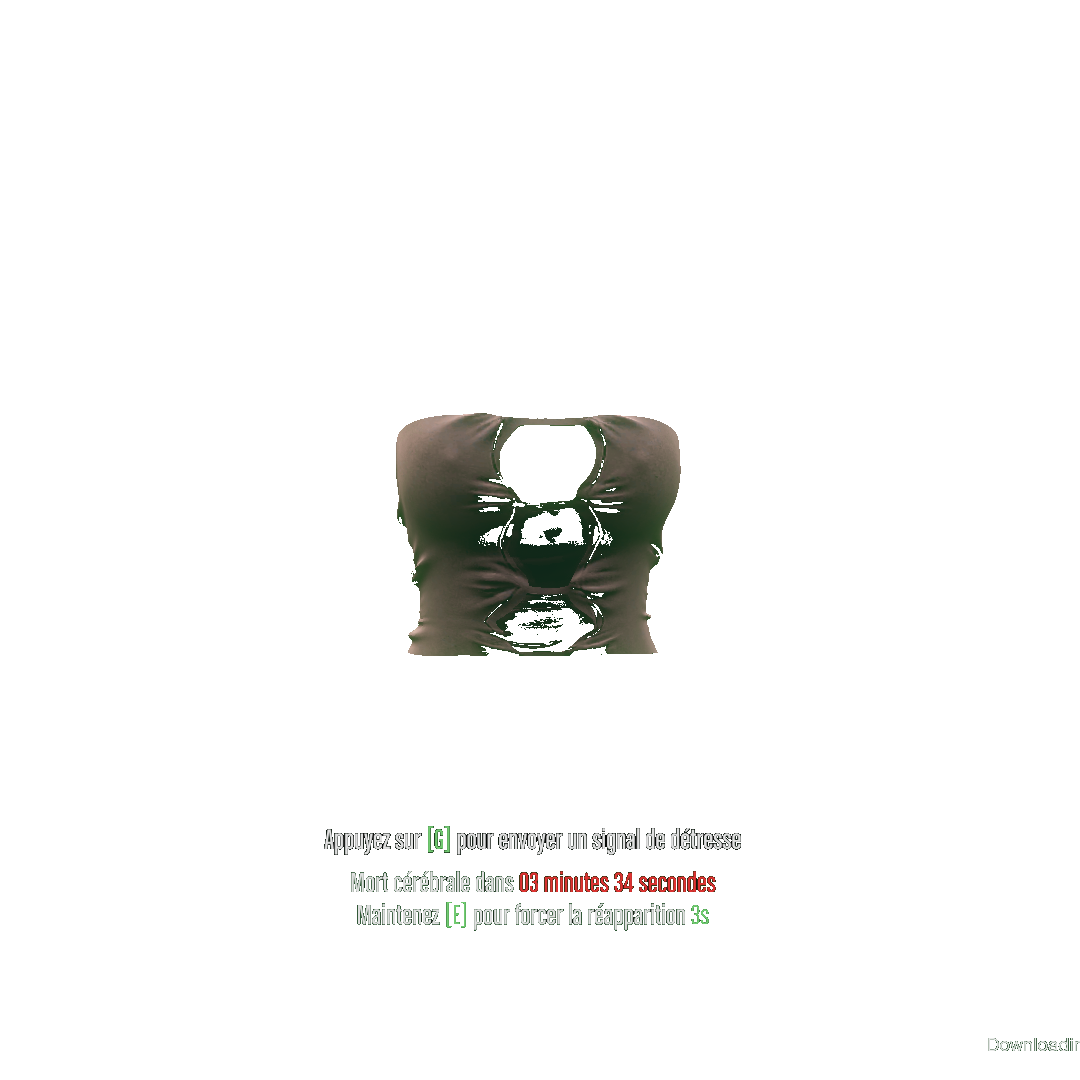 Appuyez sur [G] pour envoyer un signal de détresse
Mort cérébrale dans 03 minutes 34 secondes
Maintenez [E] pour forcer la réapparition 3s